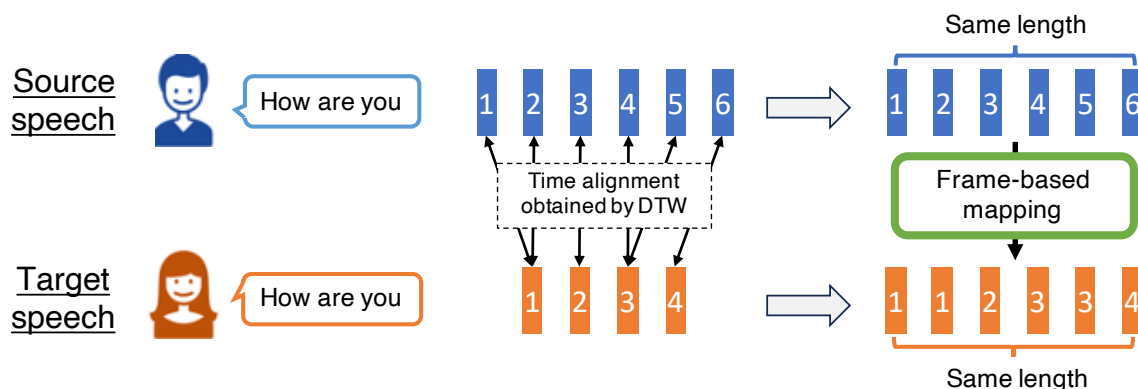 Same length
Source
speech
How are you
1 2 3 4 5 6
1 2 3 4 5 6
Time alignment
obtained by DTW
Frame-based
mapping
Target
speech
How are you
1 2 3 4
1 1 2 3 3 4
Same length